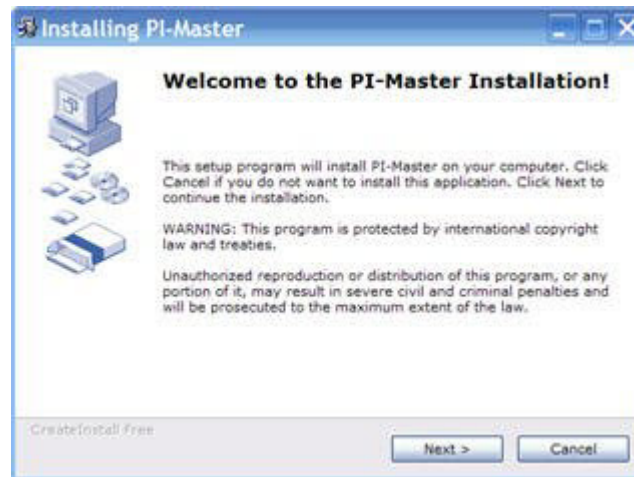 Installing PI-Master
Welcome to the PI-Master Installation!
This setup program will install PI-Master on your computer. Click
Cancel if you do not want to install this application. Click Next to
continue the installation.
WARNING: This program is protected by international copyright
law and treaties.
Unauthorized reproduction or distribution of this program, or any
portion of it, may result in severe civil and criminal penalties and
will be prosecuted to the maximum extent of the law.
CreateInstall Free
Next >
Cancel